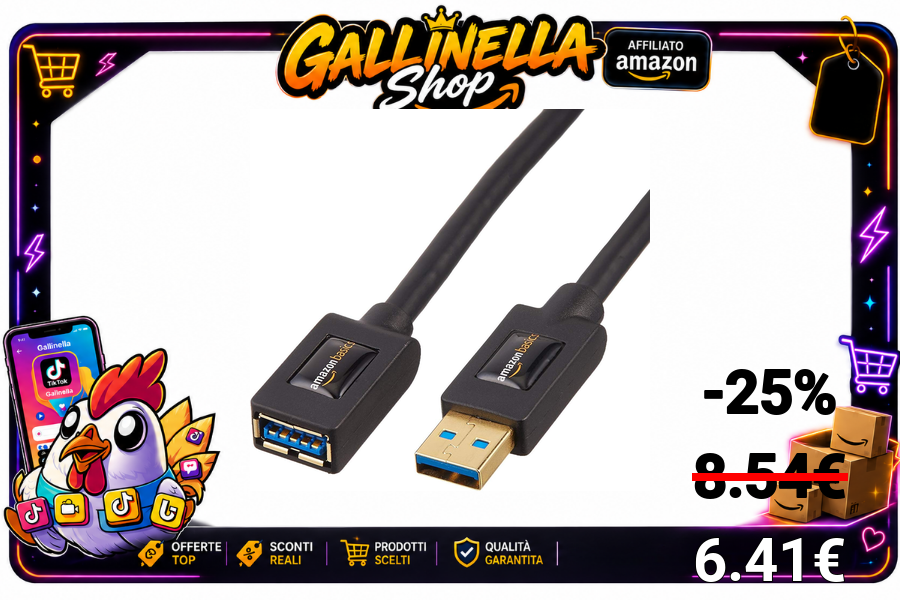 GALLINELLA
Shop
AFFILIATO
amazon
Gallinella
TikTok
Gallinella
amazonbasics
amazonbasics
-25%
8.54€
6.41€
OFFERTE
TOP
SCONTI
REALI
PRODOTTI
SCELTI
QUALITÀ
GARANTITA